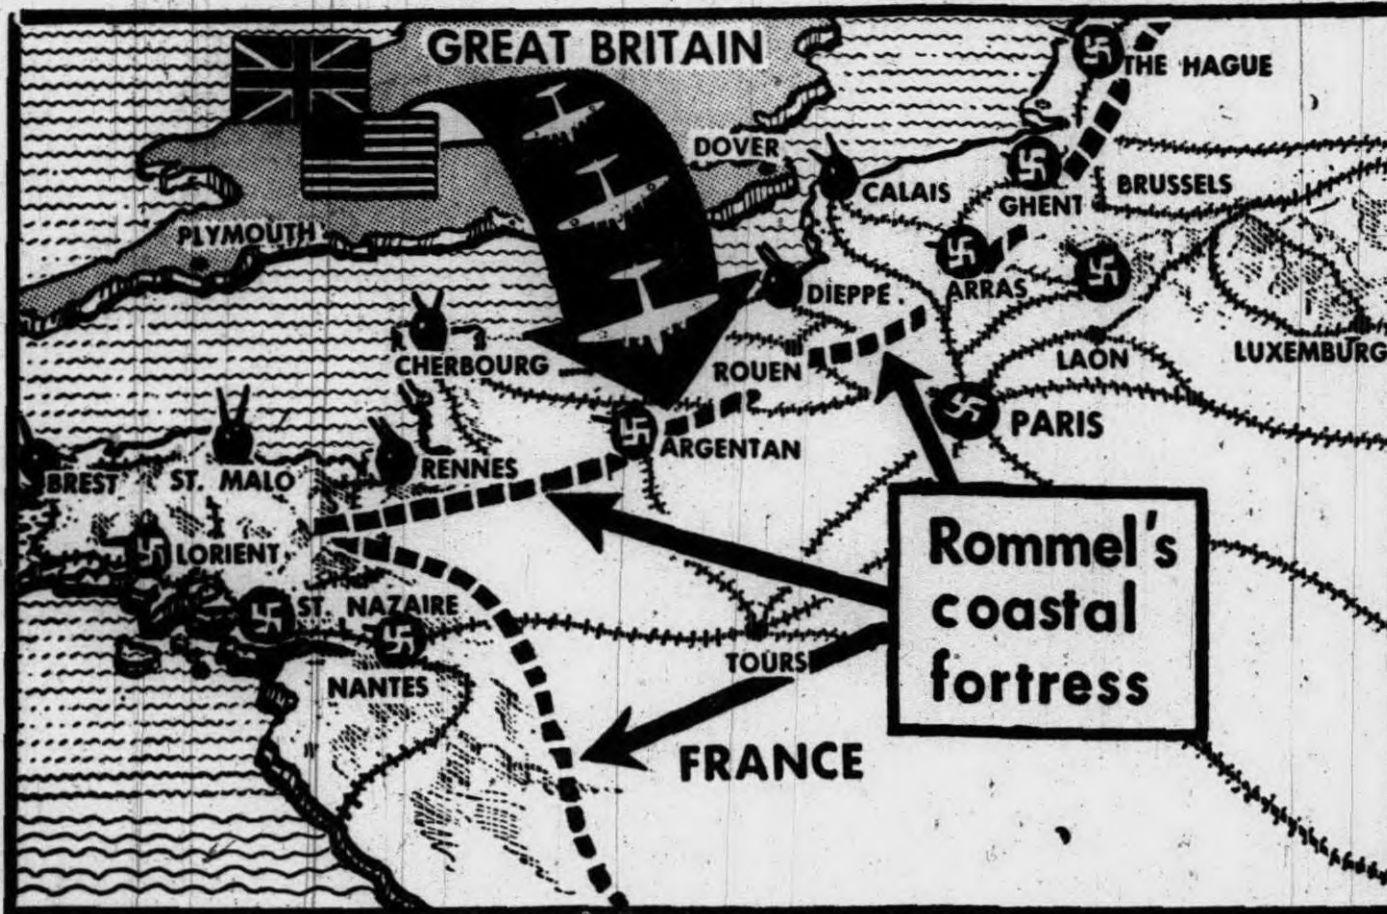 GREAT BRITAIN
THE HAGUE
DOVER
CALAIS
GHENT
BRUSSELS
PLYMOUTH
DIEPPE
ARRAS
CHERBOURG
ROUEN
LAON
LUXEMBURG
PARIS
ARGENTAN
RENNES
BREST
ST. MALO
LORIENT
ST. NAZAIRE
NANTES
TOURS
Rommel's
coastal
fortress
FRANCE